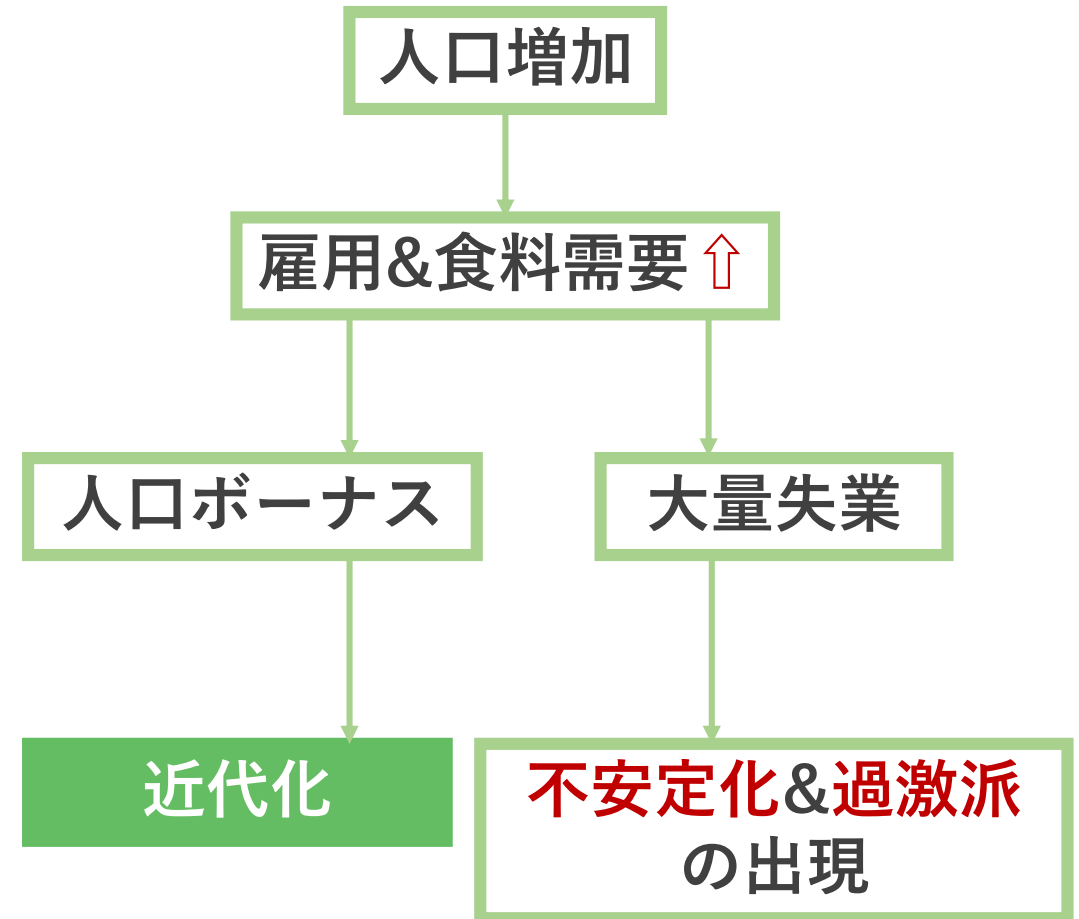 人口増加
雇用&食料需要⇧
人口ボーナス
大量失業
近代化
不安定化&過激派
の出現